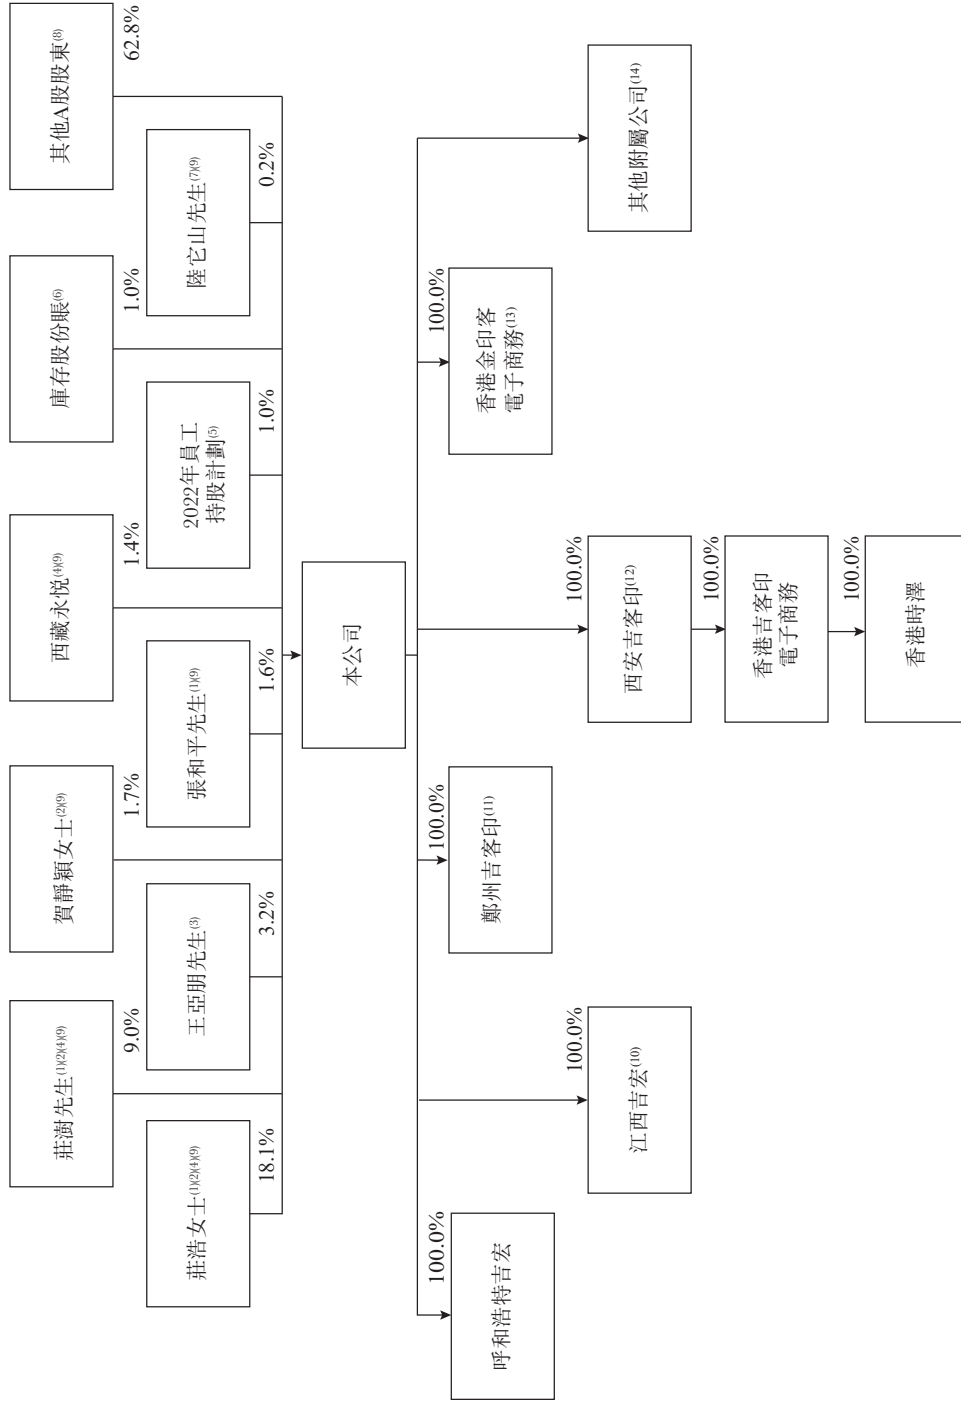 莊澍先生(1)(2)(4)(9)
賀靜穎女士(2)(9)
西藏永悦(4)(9)
庫存股份賬(6)
其他A股股東(8)
9.0%
1.7%
1.4%
1.0%
62.8%
莊浩女士(1)(2)(4)(9)
王亞朋先生(3)
張和平先生(1)(9)
2022年員工
持股計劃(5)
陸它山先生(7)(9)
18.1%
3.2%
1.6%
1.0%
0.2%
本公司
100.0%
100.0%
100.0%
呼和浩特吉宏
鄭州吉客印(11)
香港金印客
電子商務(13)
100.0%
100.0%
江西吉宏(10)
西安吉客印(12)
其他附屬公司(14)
100.0%
香港吉客印
電子商務
100.0%
香港時澤